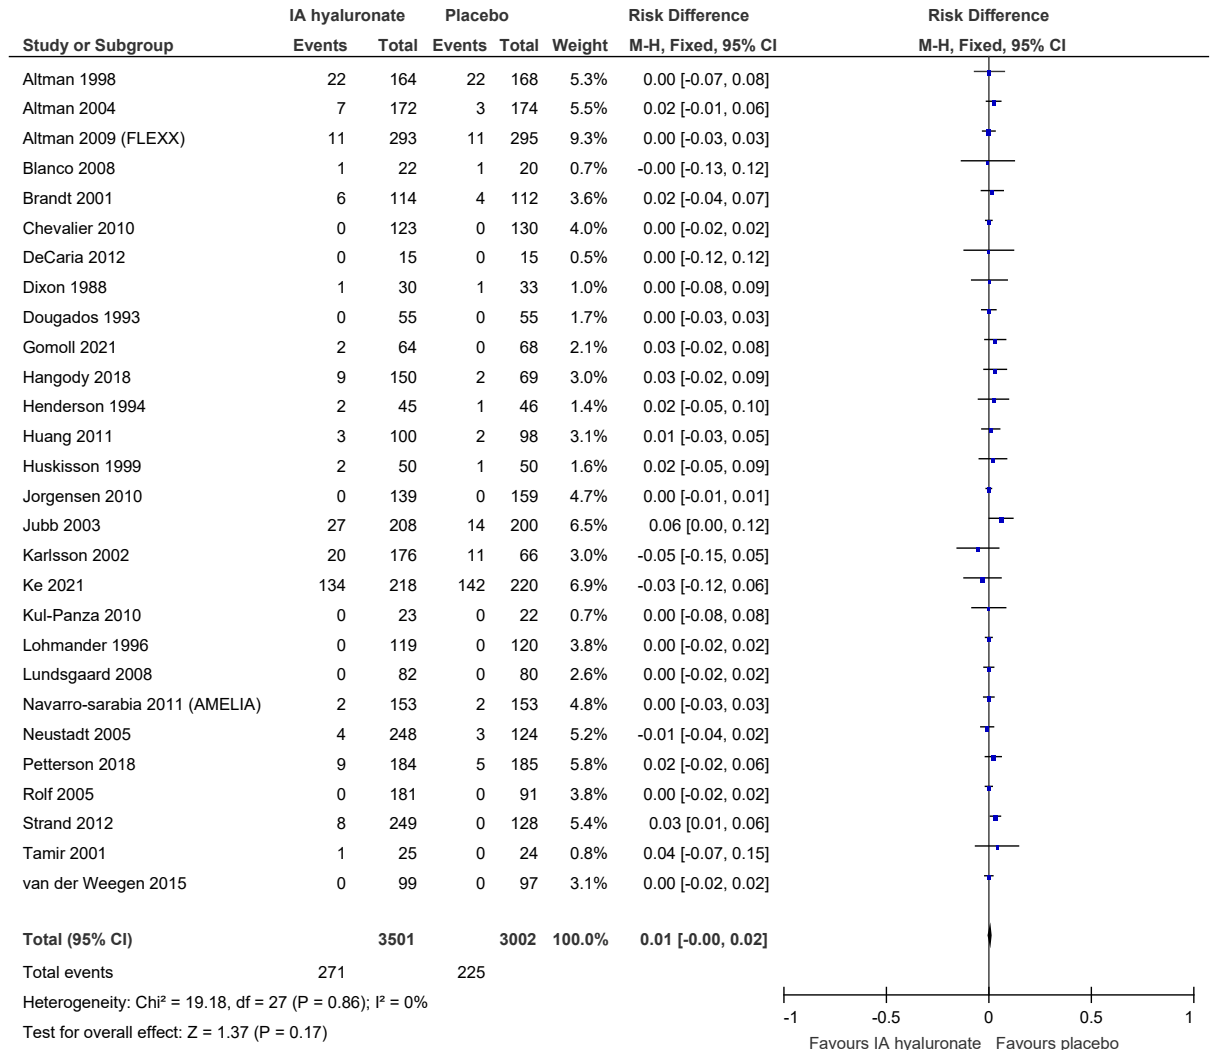 IA hyaluronate Placebo Risk Difference Risk Difference
Study or Subgroup Events Total Events Total Weight M-H, Fixed, 95% CI M-H, Fixed, 95% CI
Altman 1998 22 164 22 168 5.3% 0.00 [-0.07, 0.08]
Altman 2004 7 172 3 174 5.5% 0.02 [-0.01, 0.06]
Altman 2009 (FLEXX) 11 293 11 295 9.3% 0.00 [-0.03, 0.03]
Blanco 2008 1 22 1 20 0.7% -0.00 [-0.13, 0.12]
Brandt 2001 6 114 4 112 3.6% 0.02 [-0.04, 0.07]
Chevalier 2010 0 123 0 130 4.0% 0.00 [-0.02, 0.02]
DeCaria 2012 0 15 0 15 0.5% 0.00 [-0.12, 0.12]
Dixon 1988 1 30 1 33 1.0% 0.00 [-0.08, 0.09]
Dougados 1993 0 55 0 55 1.7% 0.00 [-0.03, 0.03]
Gomoll 2021 2 64 0 68 2.1% 0.03 [-0.02, 0.08]
Hangody 2018 9 150 2 69 3.0% 0.03 [-0.02, 0.09]
Henderson 1994 2 45 1 46 1.4% 0.02 [-0.05, 0.10]
Huang 2011 3 100 2 98 3.1% 0.01 [-0.03, 0.05]
Huskisson 1999 2 50 1 50 1.6% 0.02 [-0.05, 0.09]
Jorgensen 2010 0 139 0 159 4.7% 0.00 [-0.01, 0.01]
Jubb 2003 27 208 14 200 6.5% 0.06 [0.00, 0.12]
Karlsson 2002 20 176 11 66 3.0% -0.05 [-0.15, 0.05]
Ke 2021 134 218 142 220 6.9% -0.03 [-0.12, 0.06]
Kul-Panza 2010 0 23 0 22 0.7% 0.00 [-0.08, 0.08]
Lohmander 1996 0 119 0 120 3.8% 0.00 [-0.02, 0.02]
Lundsgaard 2008 0 82 0 80 2.6% 0.00 [-0.02, 0.02]
Navarro-sarabia 2011 (AMELIA) 2 153 2 153 4.8% 0.00 [-0.03, 0.03]
Neustadt 2005 4 248 3 124 5.2% -0.01 [-0.04, 0.02]
Petterson 2018 9 184 5 185 5.8% 0.02 [-0.02, 0.06]
Rolf 2005 0 181 0 91 3.8% 0.00 [-0.02, 0.02]
Strand 2012 8 249 0 128 5.4% 0.03 [0.01, 0.06]
Tamir 2001 1 25 0 24 0.8% 0.04 [-0.07, 0.15]
van der Weegen 2015 0 99 0 97 3.1% 0.00 [-0.02, 0.02]
Total (95% CI) 3501 3002 100.0% 0.01 [-0.00, 0.02]
Total events 271 225
Heterogeneity: Chi² = 19.18, df = 27 (P = 0.86); I² = 0%
Test for overall effect: Z = 1.37 (P = 0.17)
-1 -0.5 0 0.5 1
Favours IA hyaluronate Favours placebo